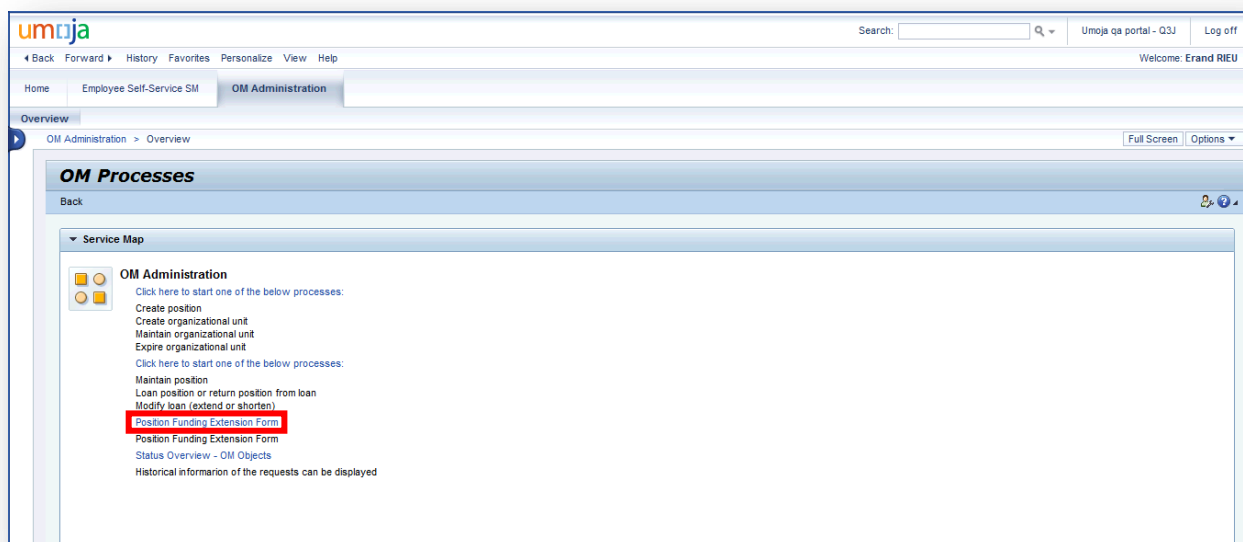 umoja
Search:
Umoja qa portal - Q3J
Log off
Back Forward History Favorites Personalize View Help
Welcome: Erand RIEU
Home Employee Self-Service SM OM Administration
Overview
OM Administration > Overview
Full Screen Options
OM Processes
Back
Service Map
OM Administration
Click here to start one of the below processes:
Create position
Create organizational unit
Maintain organizational unit
Expire organizational unit
Click here to start one of the below processes:
Maintain position
Loan position or return position from loan
Modify loan (extend or shorten)
Position Funding Extension Form
Position Funding Extension Form
Status Overview - OM Objects
Historical informarion of the requests can be displayed